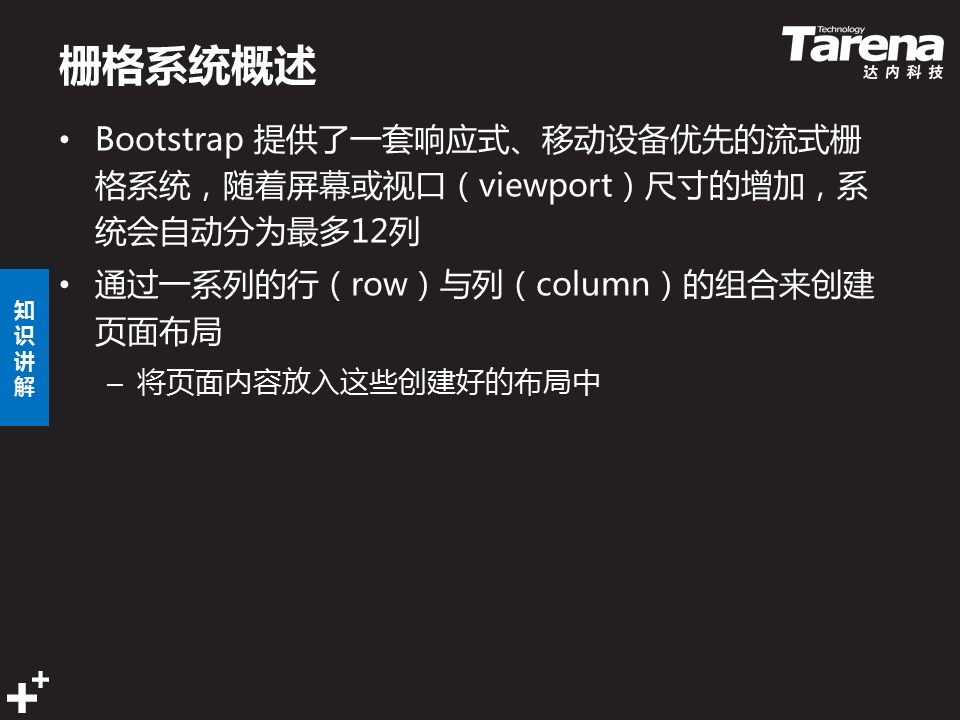 栅格系统概述
Technology
Tarena
达内科技
• Bootstrap 提供了一套响应式、移动设备优先的流式栅
格系统，随着屏幕或视口（viewport）尺寸的增加，系
统会自动分为最多12列
• 通过一系列的行（row）与列（column）的组合来创建
页面布局
– 将页面内容放入这些创建好的布局中
知
识
讲
解